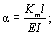 α = K_m l / EI;